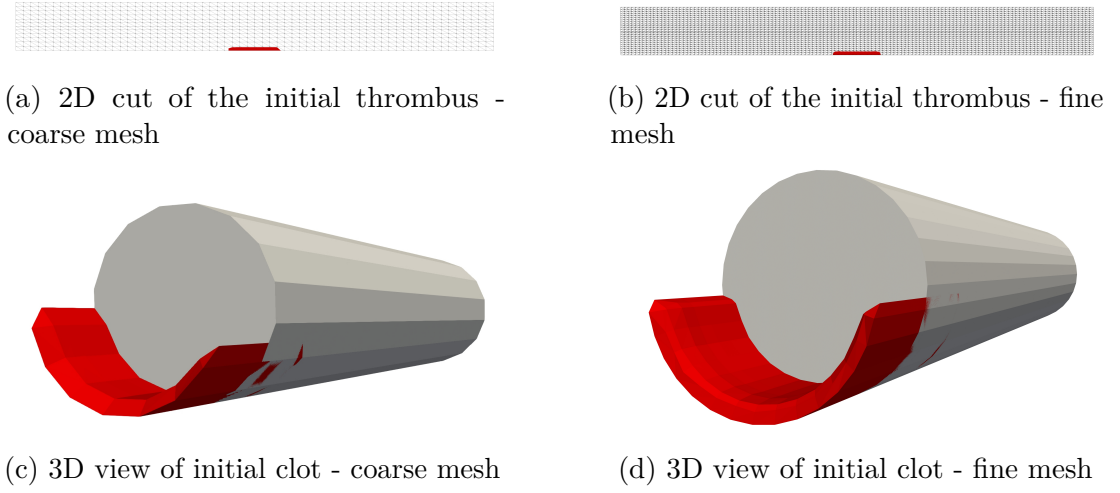 (a) 2D cut of the initial thrombus -
coarse mesh
(b) 2D cut of the initial thrombus - fine
mesh
(c) 3D view of initial clot - coarse mesh
(d) 3D view of initial clot - fine mesh